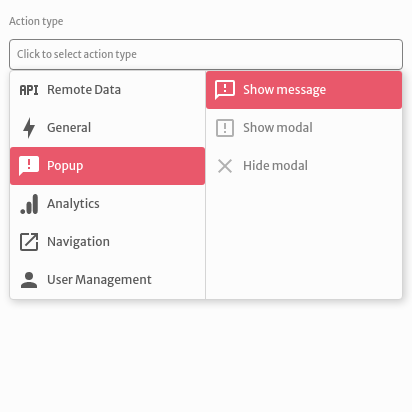 Action type
Click to select action type
API Remote Data
General
Popup
Analytics
Navigation
User Management
Show message
Show modal
Hide modal